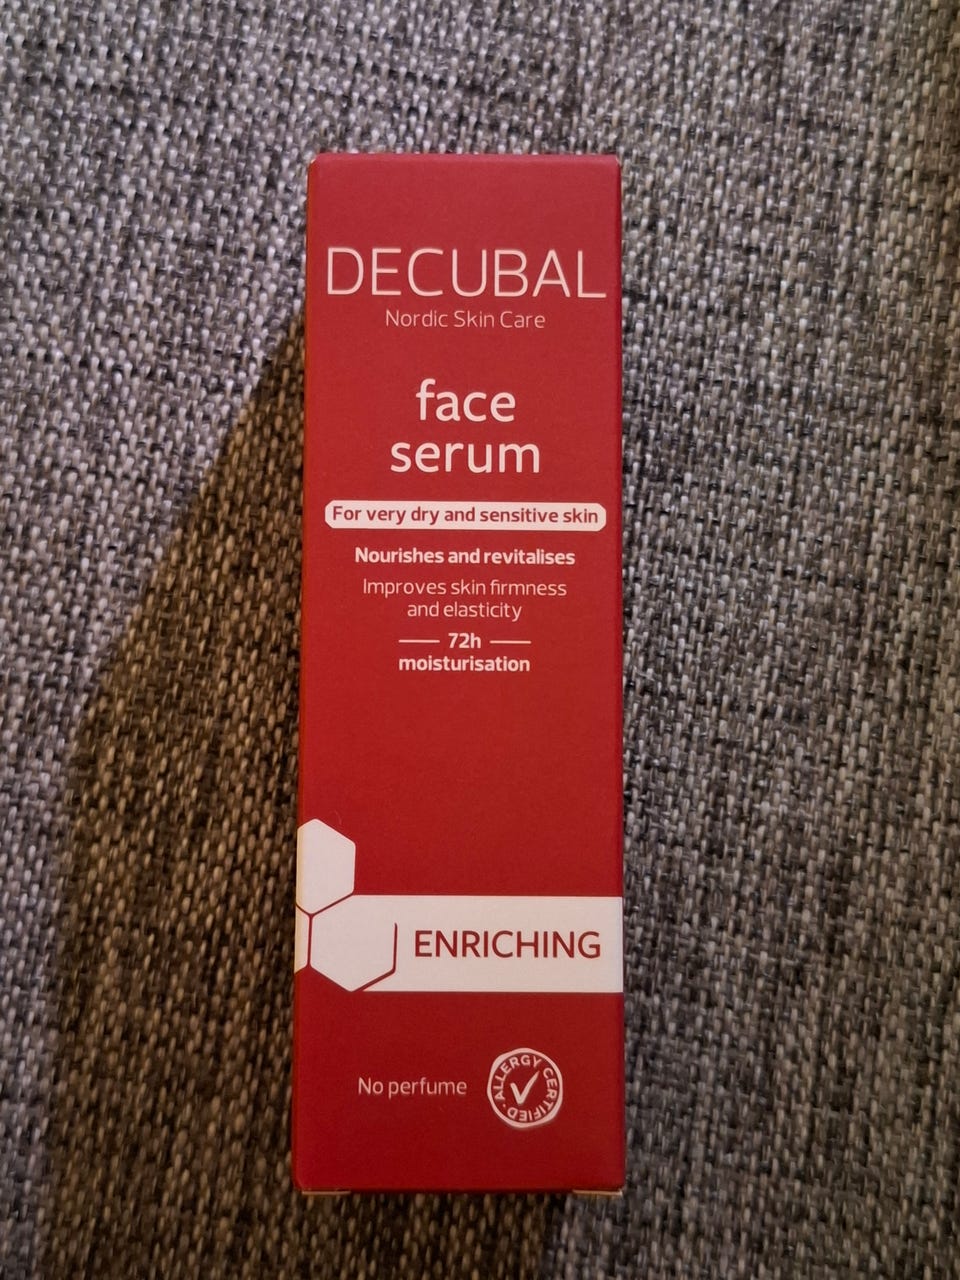 DECUBAL
Nordic Skin Care
face
serum
For very dry and sensitive skin
Nourishes and revitalises
Improves skin firmness
and elasticity
72h
moisturisation
ENRICHING
No perfume
ALLERGY CERTIFIED